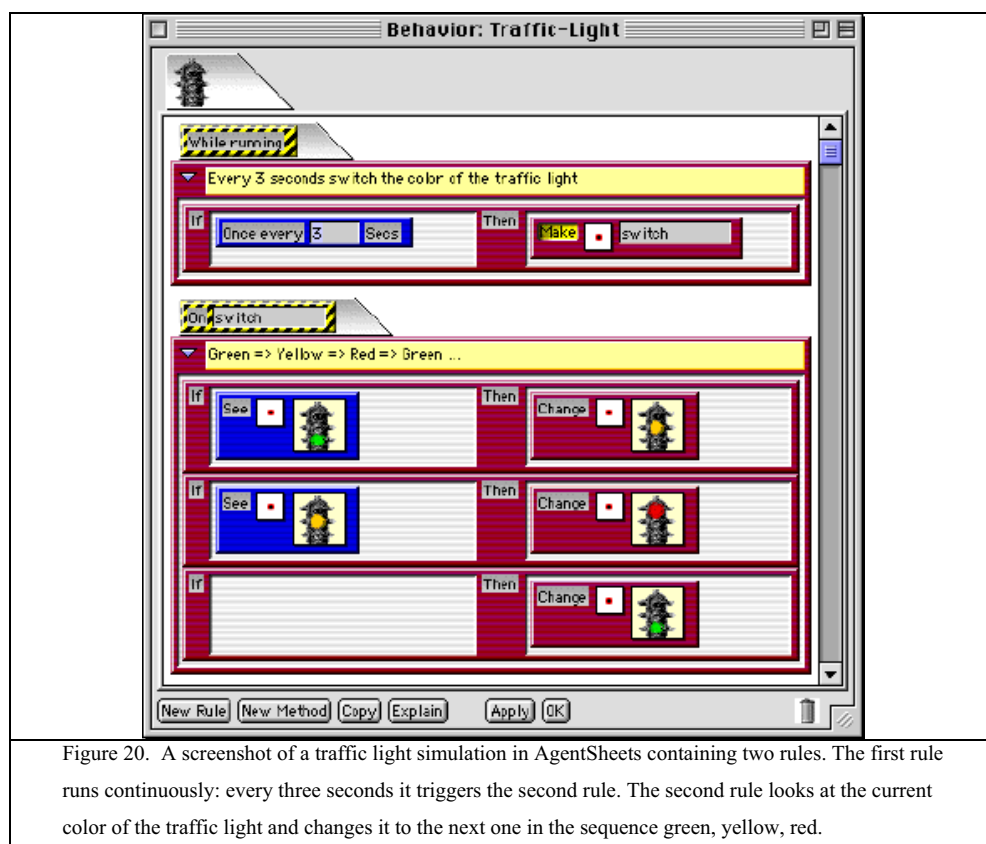 Behavior: Traffic-Light
While running
Every 3 seconds switch the color of the traffic light
If Once every 3 Secs Then Make switch
On switch
Green => Yellow => Red => Green ...
If See Then Change
If See Then Change
If Then Change
New Rule New Method Copy Explain Apply OK
Figure 20. A screenshot of a traffic light simulation in AgentSheets containing two rules. The first rule
runs continuously: every three seconds it triggers the second rule. The second rule looks at the current
color of the traffic light and changes it to the next one in the sequence green, yellow, red.